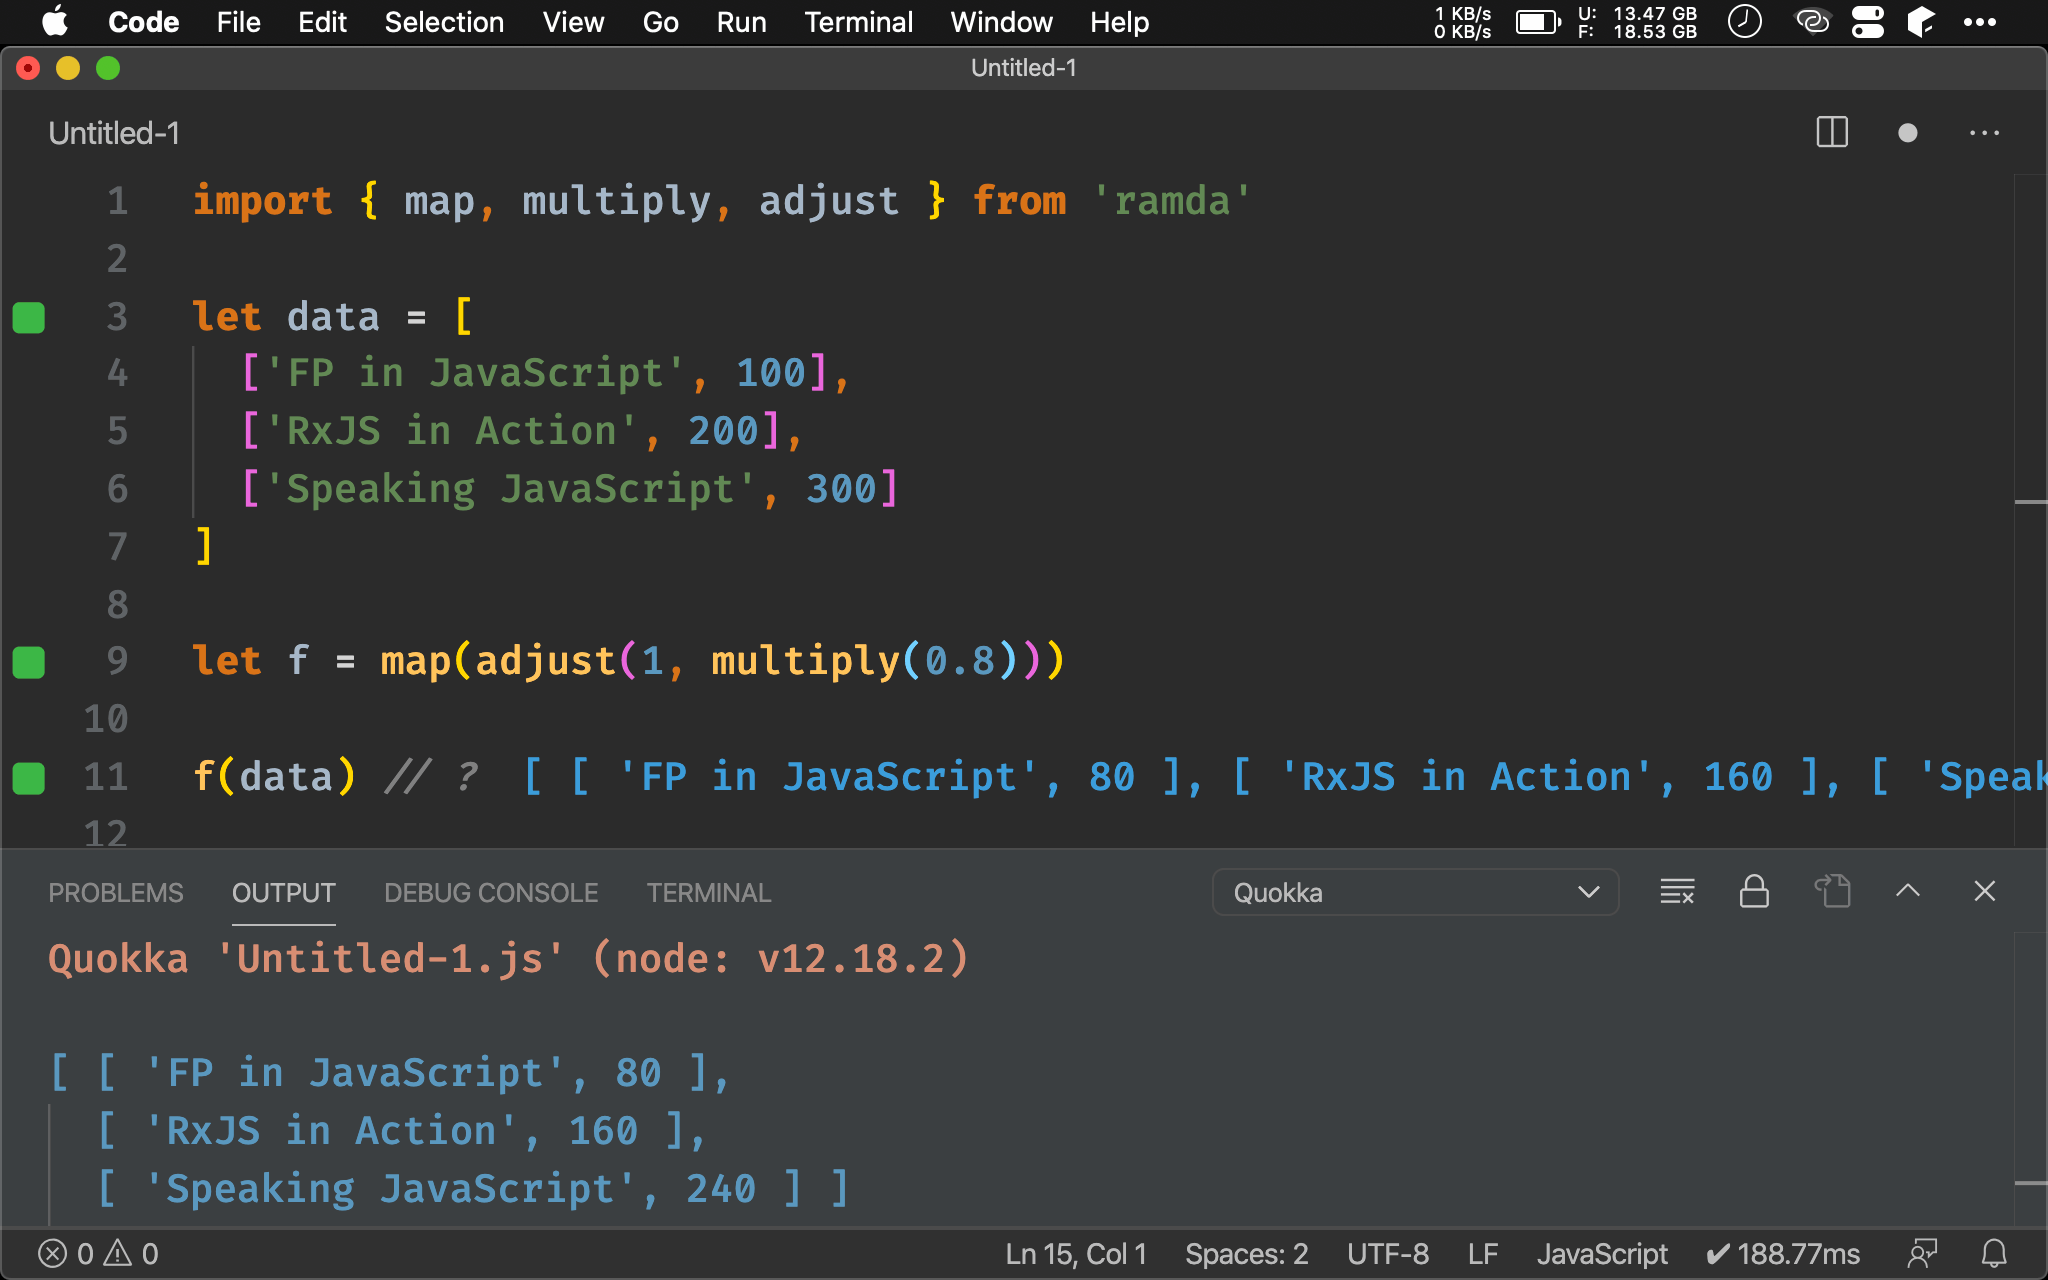 Code File Edit Selection View Go Run Terminal Window Help 1 KB/s 0 KB/s U: 13.47 GB F: 18.53 GB
Untitled-1
Untitled-1
1 import { map, multiply, adjust } from 'ramda'
2
3 let data = [
4 ['FP in JavaScript', 100],
5 ['RxJS in Action', 200],
6 ['Speaking JavaScript', 300]
7 ]
8
9 let f = map(adjust(1, multiply(0.8)))
10
11 f(data) // ? [ [ 'FP in JavaScript', 80 ], [ 'RxJS in Action', 160 ], [ 'Speak
12
PROBLEMS OUTPUT DEBUG CONSOLE TERMINAL Quokka
Quokka 'Untitled-1.js' (node: v12.18.2)
[ [ 'FP in JavaScript', 80 ],
[ 'RxJS in Action', 160 ],
[ 'Speaking JavaScript', 240 ] ]
0 0 Ln 15, Col 1 Spaces: 2 UTF-8 LF JavaScript ✔ 188.77ms